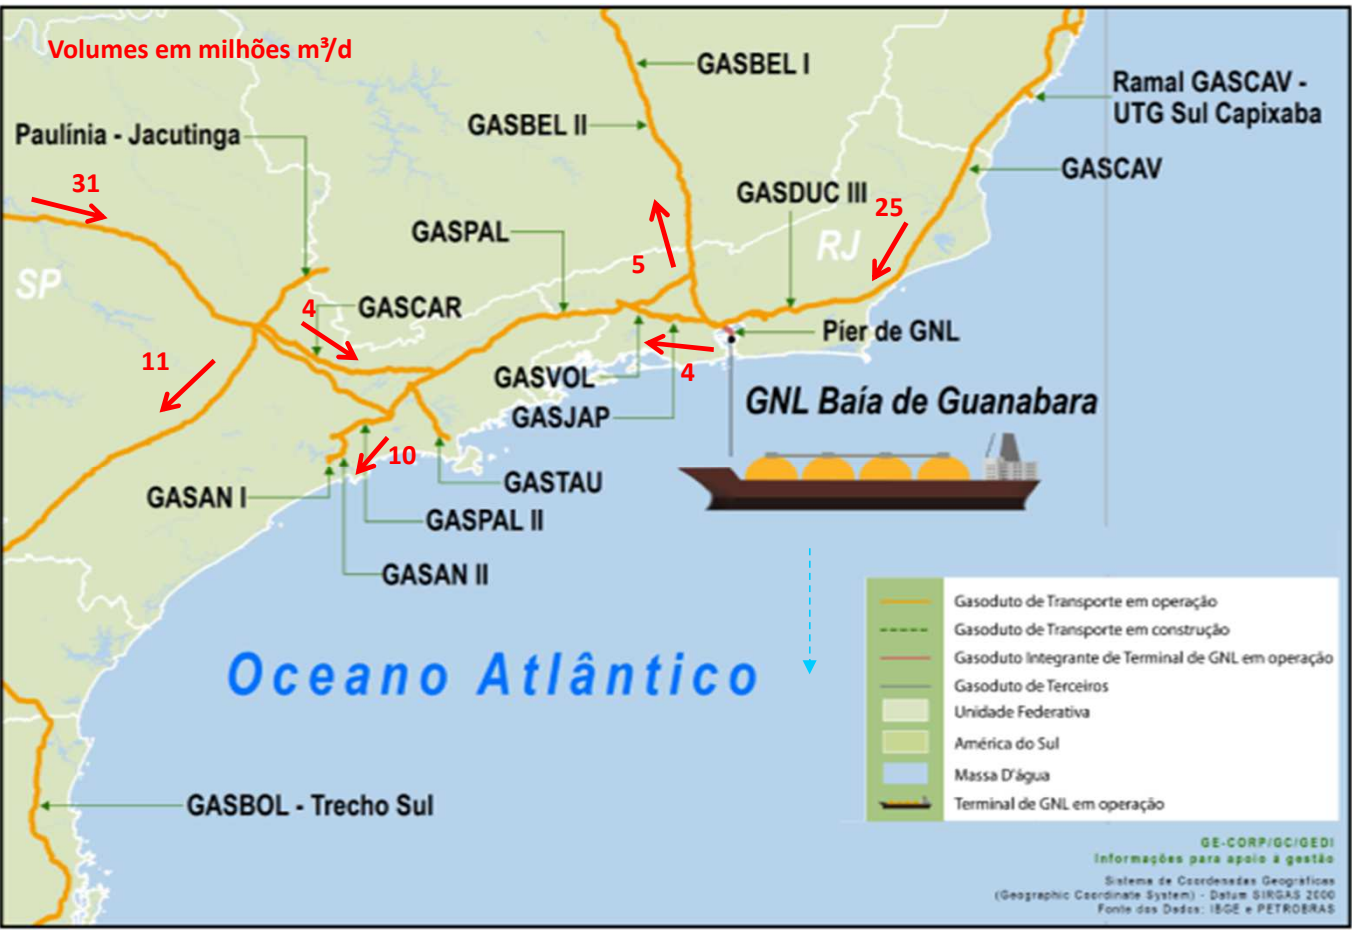 Volumes em milhões m³/d
GASBEL I
Ramal GASCAV -
UTG Sul Capixaba
GASBEL II
Paulínia - Jacutinga
GASCAV
31
GASDUC III
25
GASPAL
RJ
5
SP
4
GASCAR
Píer de GNL
11
GASVOL
4
GNL Baía de Guanabara
GASJAP
10
GASTAU
GASAN I
GASPAL II
GASAN II
Oceano Atlântico
Gasoduto de Transporte em operação
Gasoduto de Transporte em construção
Gasoduto Integrante de Terminal de GNL em operação
Gasoduto de Terceiros
Unidade Federativa
América do Sul
Massa D'água
Terminal de GNL em operação
GASBOL - Trecho Sul
GE-CORP/GC/GEDI
Informações para apoio à gestão
Sistema de Coordenadas Geográficas
(Geographic Coordinate System) - Datum SIRGAS 2000
Fonte dos Dados: IBGE e PETROBRAS